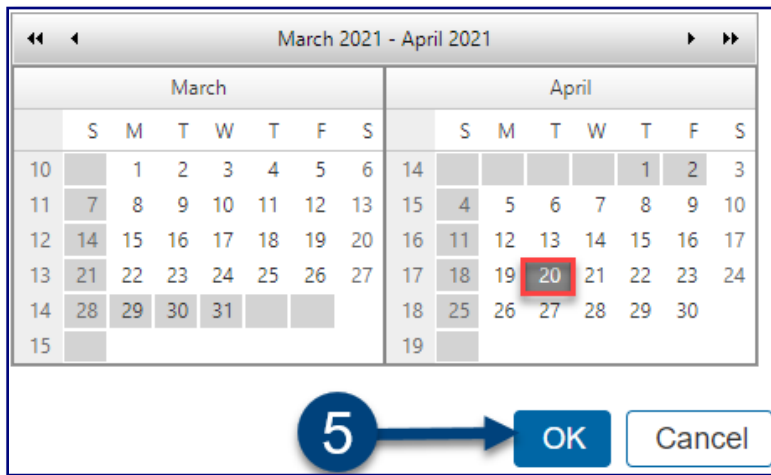 March 2021 - April 2021
March April
S M T W T F S S M T W T F S
10 1 2 3 4 5 6 14 1 2 3
11 7 8 9 10 11 12 13 15 4 5 6 7 8 9 10
12 14 15 16 17 18 19 20 16 11 12 13 14 15 16 17
13 21 22 23 24 25 26 27 17 18 19 20 21 22 23 24
14 28 29 30 31 18 25 26 27 28 29 30
15 19
5 OK Cancel